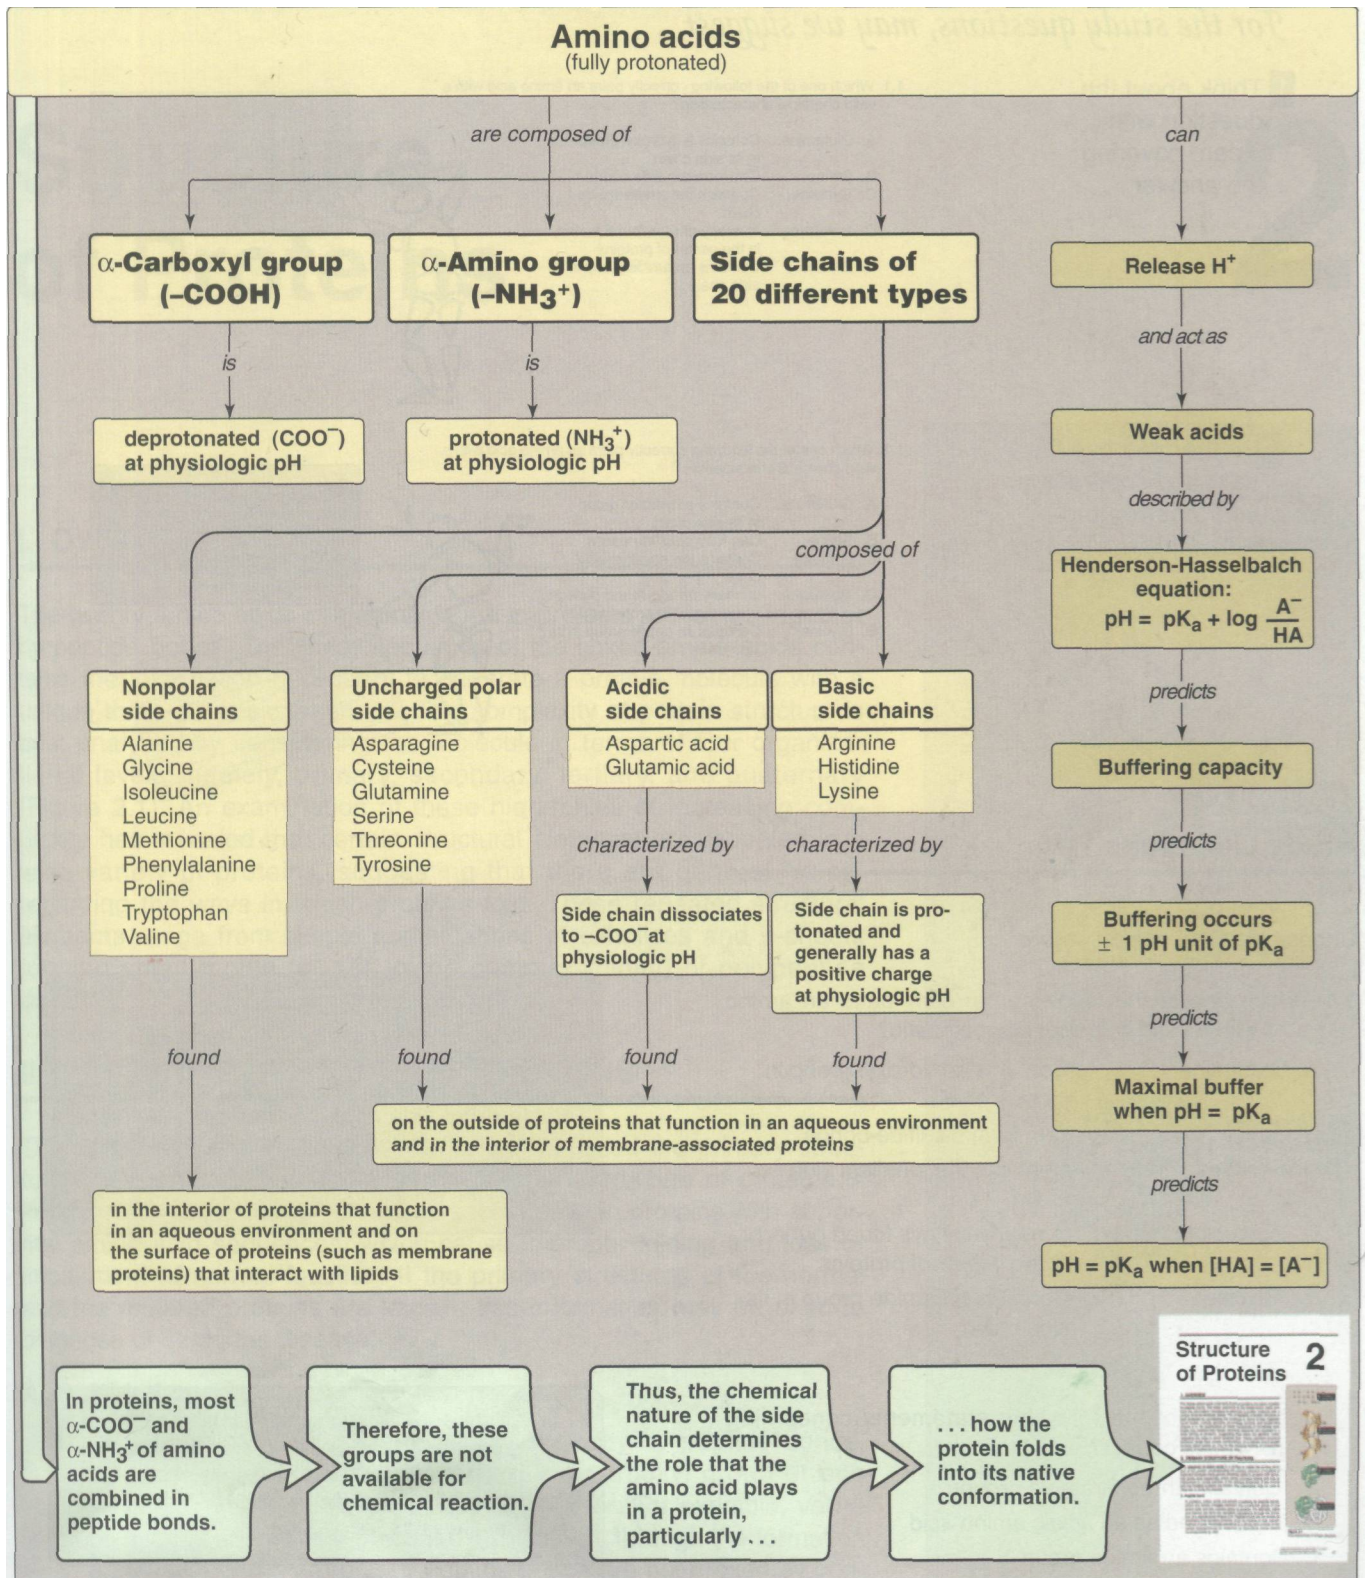 Amino acids
(fully protonated)
are composed of
can
α-Carboxyl group
(–COOH)
α-Amino group
(–NH₃⁺)
Side chains of
20 different types
Release H⁺
and act as
is
is
deprotonated (COO⁻)
at physiologic pH
protonated (NH₃⁺)
at physiologic pH
Weak acids
described by
composed of
Henderson-Hasselbalch
equation:
pH = pKₐ + log A⁻/HA
predicts
Nonpolar
side chains
Alanine
Glycine
Isoleucine
Leucine
Methionine
Phenylalanine
Proline
Tryptophan
Valine
Uncharged polar
side chains
Asparagine
Cysteine
Glutamine
Serine
Threonine
Tyrosine
Acidic
side chains
Aspartic acid
Glutamic acid
Basic
side chains
Arginine
Histidine
Lysine
Buffering capacity
characterized by
characterized by
predicts
Side chain dissociates
to –COO⁻ at
physiologic pH
Side chain is pro-
tonated and
generally has a
positive charge
at physiologic pH
Buffering occurs
± 1 pH unit of pKₐ
predicts
found
found
found
found
Maximal buffer
when pH = pKₐ
on the outside of proteins that function in an aqueous environment
and in the interior of membrane-associated proteins
predicts
in the interior of proteins that function
in an aqueous environment and on
the surface of proteins (such as membrane
proteins) that interact with lipids
pH = pKₐ when [HA] = [A⁻]
In proteins, most
α-COO⁻ and
α-NH₃⁺ of amino
acids are
combined in
peptide bonds.
Therefore, these
groups are not
available for
chemical reaction.
Thus, the chemical
nature of the side
chain determines
the role that the
amino acid plays
in a protein,
particularly . . .
. . . how the
protein folds
into its native
conformation.
Structure
of Proteins 2